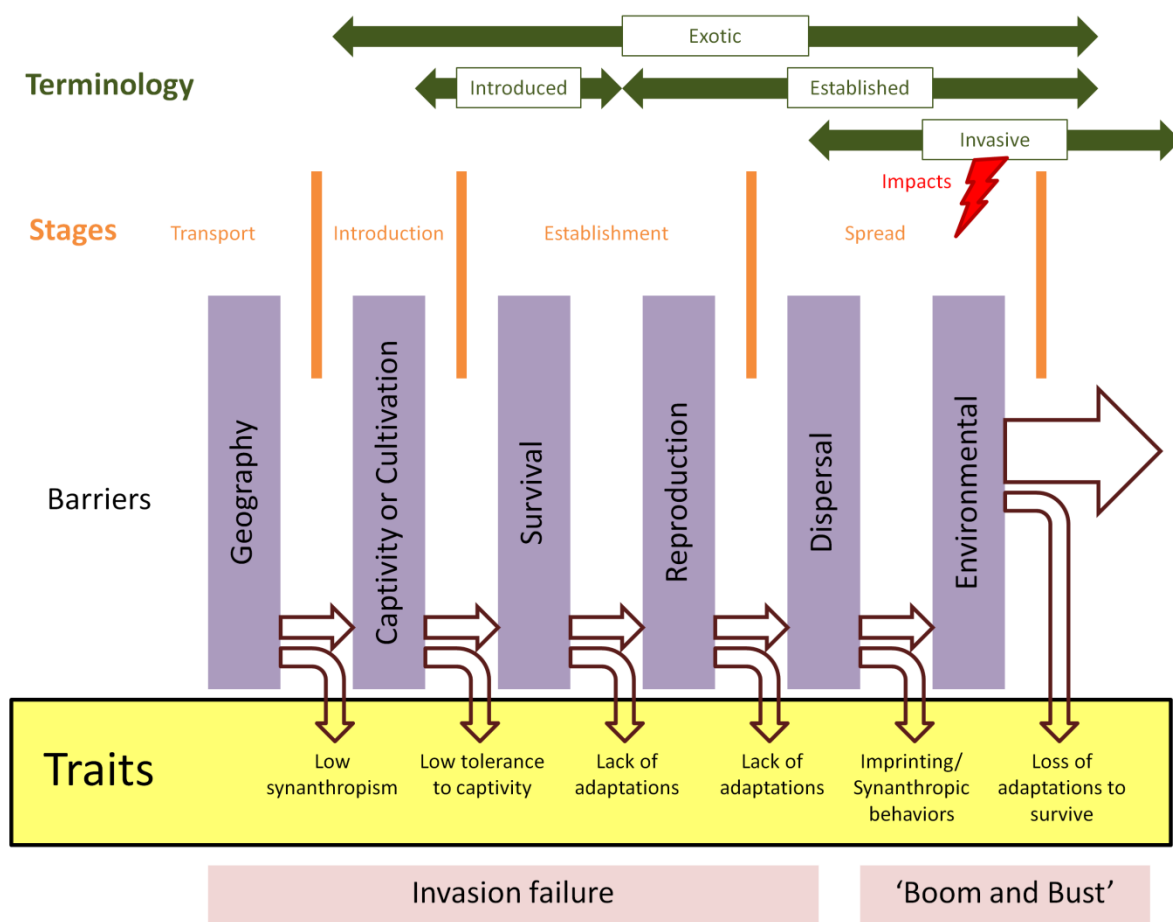 Exotic
Terminology
Introduced
Established
Invasive
Impacts
Stages
Transport
Introduction
Establishment
Spread
Barriers
Geography
Captivity or Cultivation
Survival
Reproduction
Dispersal
Environmental
Traits
Low
synanthropism
Low tolerance
to captivity
Lack of
adaptations
Lack of
adaptations
Imprinting/
Synanthropic
behaviors
Loss of
adaptations to
survive
Invasion failure
‘Boom and Bust’